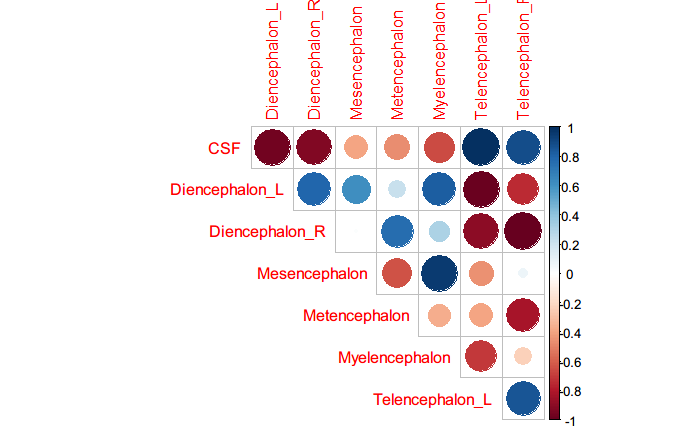 Diencephalon_L
Diencephalon_R
Mesencephalon
Metencephalon
Myelencephalon
Telencephalon_L
Telencephalon_R
CSF
Diencephalon_L
Diencephalon_R
Mesencephalon
Metencephalon
Myelencephalon
Telencephalon_L
1
0.8
0.6
0.4
0.2
0
-0.2
-0.4
-0.6
-0.8
-1